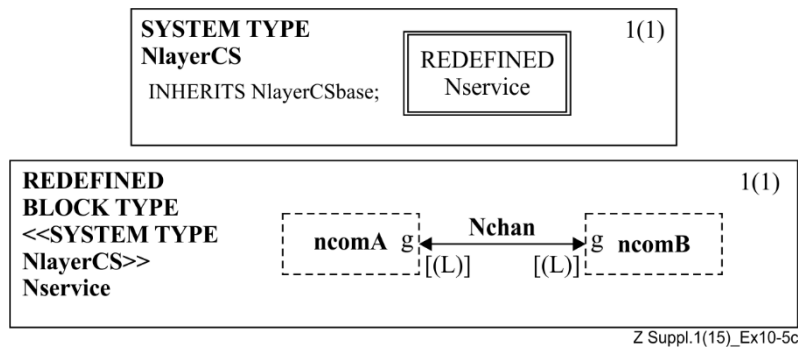 SYSTEM TYPE
NlayerCS
INHERITS NlayerCSbase;
REDEFINED
Nservice
1(1)
REDEFINED
BLOCK TYPE
<<SYSTEM TYPE
NlayerCS>>
Nservice
1(1)
ncomA g Nchan g ncomB
[(L)] [(L)]
Z Suppl.1(15)_Ex10-5c